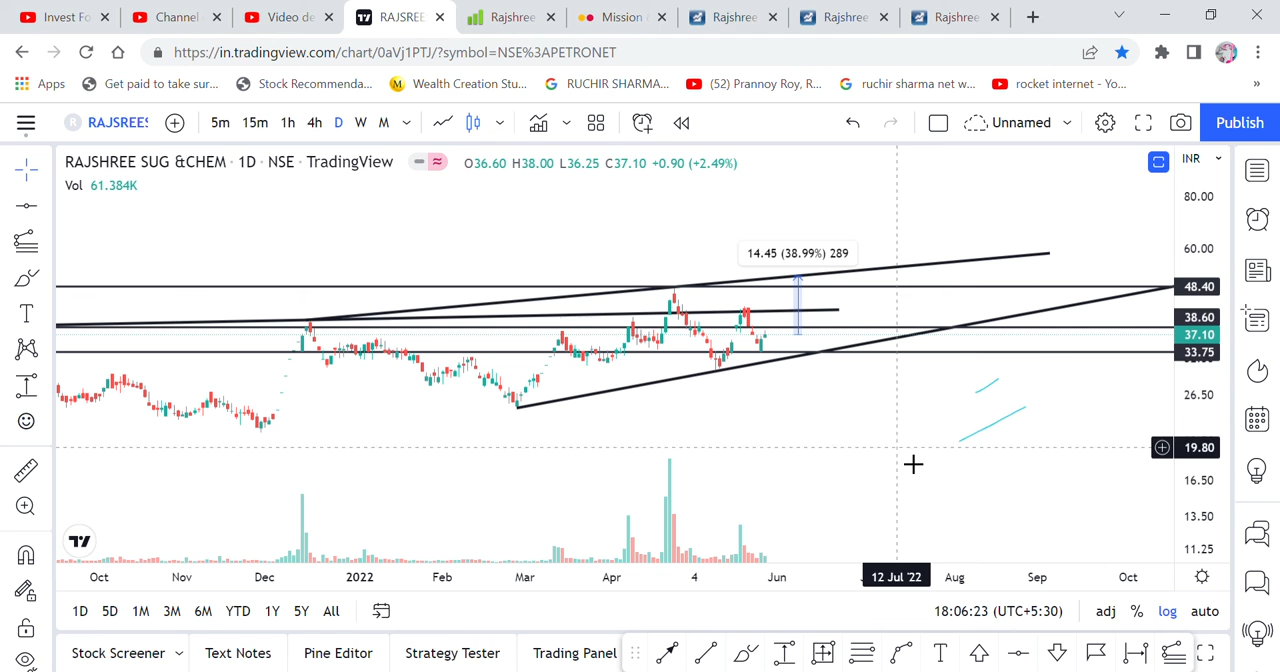 Invest Fo
Channel
Video de
RAJSREE
Rajshree
Mission
Rajshree
Rajshree
Rajshree
https://in.tradingview.com/chart/0aVj1PTJ/?symbol=NSE%3APETRONET
Apps
Get paid to take sur...
Stock Recommenda...
Wealth Creation Stu...
RUCHIR SHARMA...
(52) Prannoy Roy, R...
ruchir sharma net w...
rocket internet - Yo...
»
R RAJSREES
5m 15m 1h 4h D W M
Unnamed
Publish
RAJSHREE SUG &CHEM · 1D · NSE · TradingView
O36.60 H38.00 L36.25 C37.10 +0.90 (+2.49%)
INR
Vol 61.384K
80.00
60.00
14.45 (38.99%) 289
48.40
38.60
37.10
33.75
26.50
19.80
16.50
13.50
11.25
Oct Nov Dec 2022 Feb Mar Apr 4 Jun 12 Jul '22 Aug Sep Oct
1D 5D 1M 3M 6M YTD 1Y 5Y All
18:06:23 (UTC+5:30) adj % log auto
Stock Screener Text Notes Pine Editor Strategy Tester Trading Panel